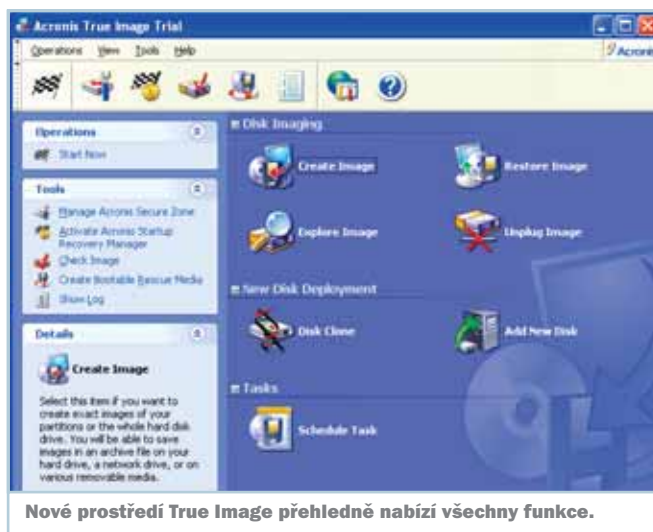 Acronis True Image Trial
Operations View Tools Help
Acronis
Operations
Start Now
Tools
Manage Acronis Secure Zone
Activate Acronis Startup
Recovery Manager
Check Image
Create Bootable Rescue Media
Show Log
Details
Create Image
Select this item if you want to
create exact images of your
partitions or the whole hard disk
drive. You will be able to save
images in an archive file on your
hard drive, a network drive, or on
various removable media.
Disk Imaging
Create Image
Restore Image
Explore Image
Unplug Image
New Disk Deployment
Disk Clone
Add New Disk
Tasks
Schedule Task
Nové prostředí True Image přehledně nabízí všechny funkce.